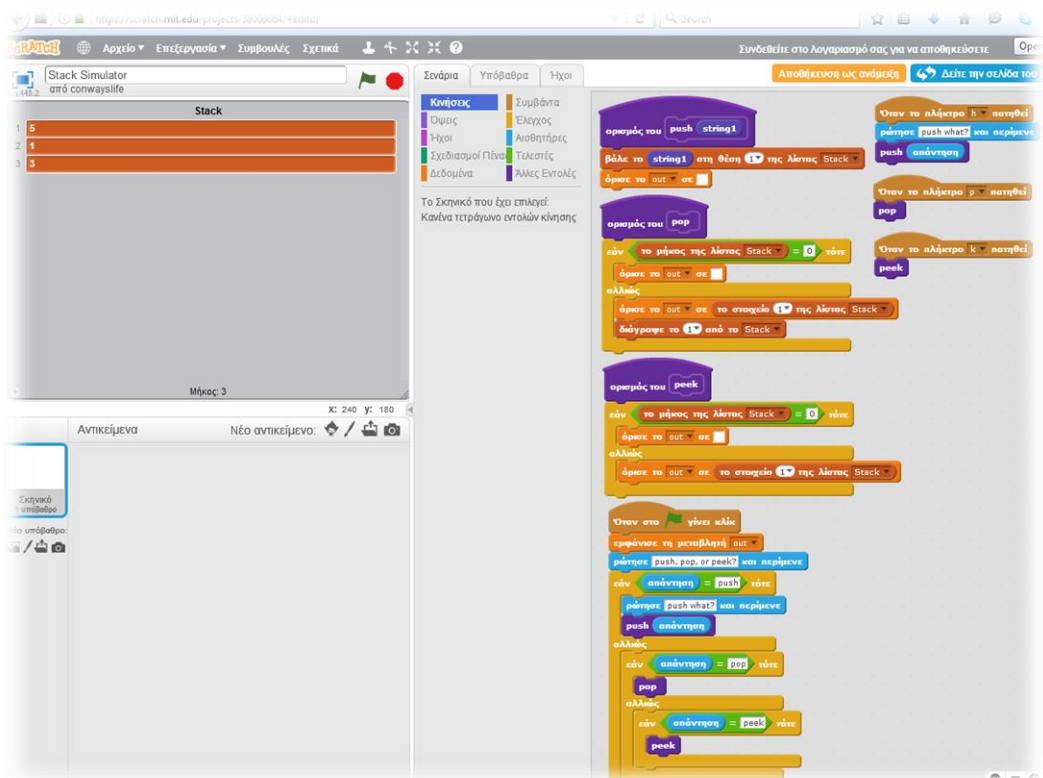 https://scratch.mit.edu/projects/
Search
Αρχείο Επεξεργασία Συμβουλές Σχετικά
Συνδεθείτε στο λογαριασμό σας για να αποθηκεύσετε
Open
Stack Simulator
από conwayslife
v445.2
Σενάρια Υπόβαθρα Ήχοι
Αποθήκευση ως ανάμειξη
Δείτε την σελίδα του
Stack
1 5
2 1
3 3
Μήκος: 3
x: 240 y: 180
Αντικείμενα
Νέο αντικείμενο:
Σκηνικό
1 υπόβαθρο
Νέο υπόβαθρο:
Κινήσεις
Συμβάντα
Όψεις
Έλεγχος
Ήχοι
Αισθητήρες
Σχεδιασμοί Πένας
Τελεστές
Δεδομένα
Άλλες Εντολές
Το Σκηνικό που έχει επιλεγεί:
Κανένα τετράγωνο εντολών κίνησης
ορισμός του push string1
βάλε το string1 στη θέση 1 της λίστας Stack
όρισε το out σε
ορισμός του pop
εάν το μήκος της λίστας Stack = 0 τότε
όρισε το out σε
αλλιώς
όρισε το out σε το στοιχείο 1 της λίστας Stack
διάγραψε το 1 από το Stack
ορισμός του peek
εάν το μήκος της λίστας Stack = 0 τότε
όρισε το out σε
αλλιώς
όρισε το out σε το στοιχείο 1 της λίστας Stack
Όταν στο γίνει κλικ
εμφάνισε τη μεταβλητή out
ρώτησε push, pop, or peek? και περίμενε
εάν απάντηση = push τότε
ρώτησε push what? και περίμενε
push απάντηση
αλλιώς
εάν απάντηση = pop τότε
pop
αλλιώς
εάν απάντηση = peek τότε
peek
Όταν το πλήκτρο h πατηθεί
ρώτησε push what? και περίμενε
push απάντηση
Όταν το πλήκτρο p πατηθεί
pop
Όταν το πλήκτρο k πατηθεί
peek